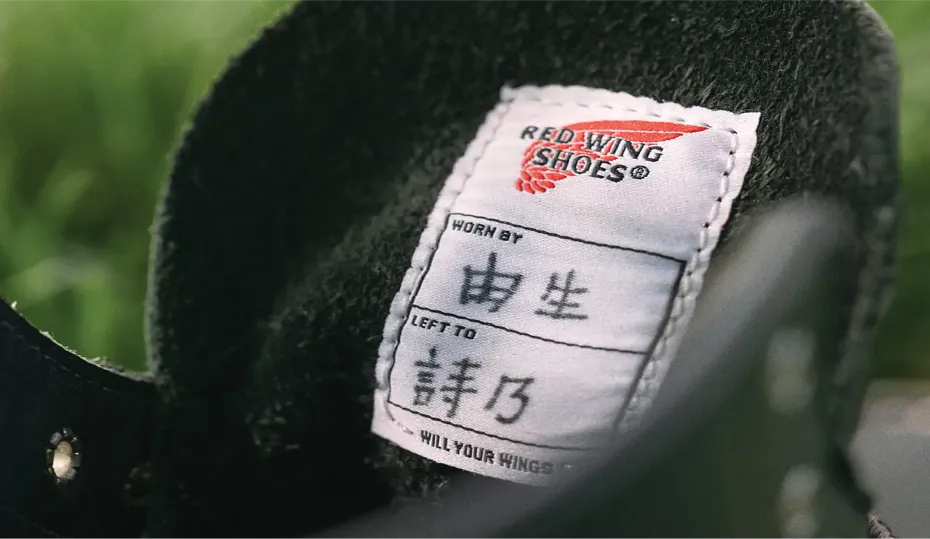 RED WING
SHOES®
WORN BY
由生
LEFT TO
詩乃
WILL YOUR WINGS